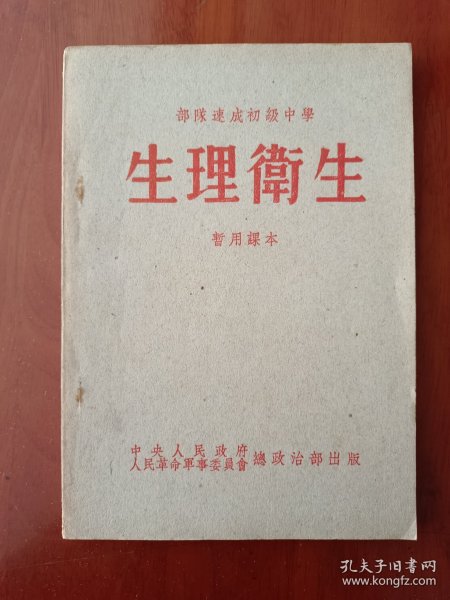 部隊速成初級中學
生理衛生
暫用課本
中央人民政府
人民革命軍事委員會 總政治部出版
孔夫子旧书网
www.kongfz.com